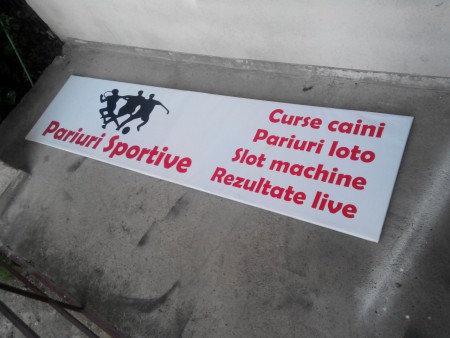 Pariuri Sportive
Curse caini
Pariuri loto
Slot machine
Rezultate live